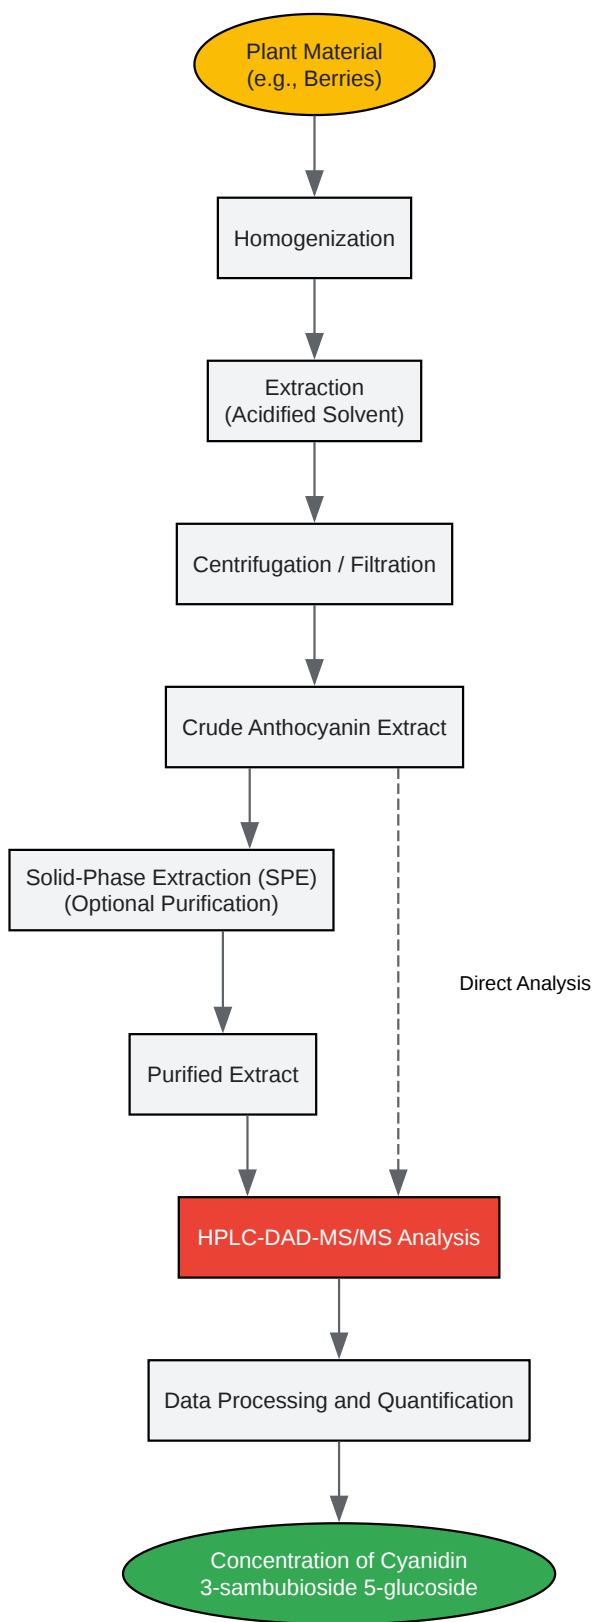 Plant Material
(e.g., Berries)
Homogenization
Extraction
(Acidified Solvent)
Centrifugation / Filtration
Crude Anthocyanin Extract
Solid-Phase Extraction (SPE)
(Optional Purification)
Direct Analysis
Purified Extract
HPLC-DAD-MS/MS Analysis
Data Processing and Quantification
Concentration of Cyanidin
3-sambubioside 5-glucoside